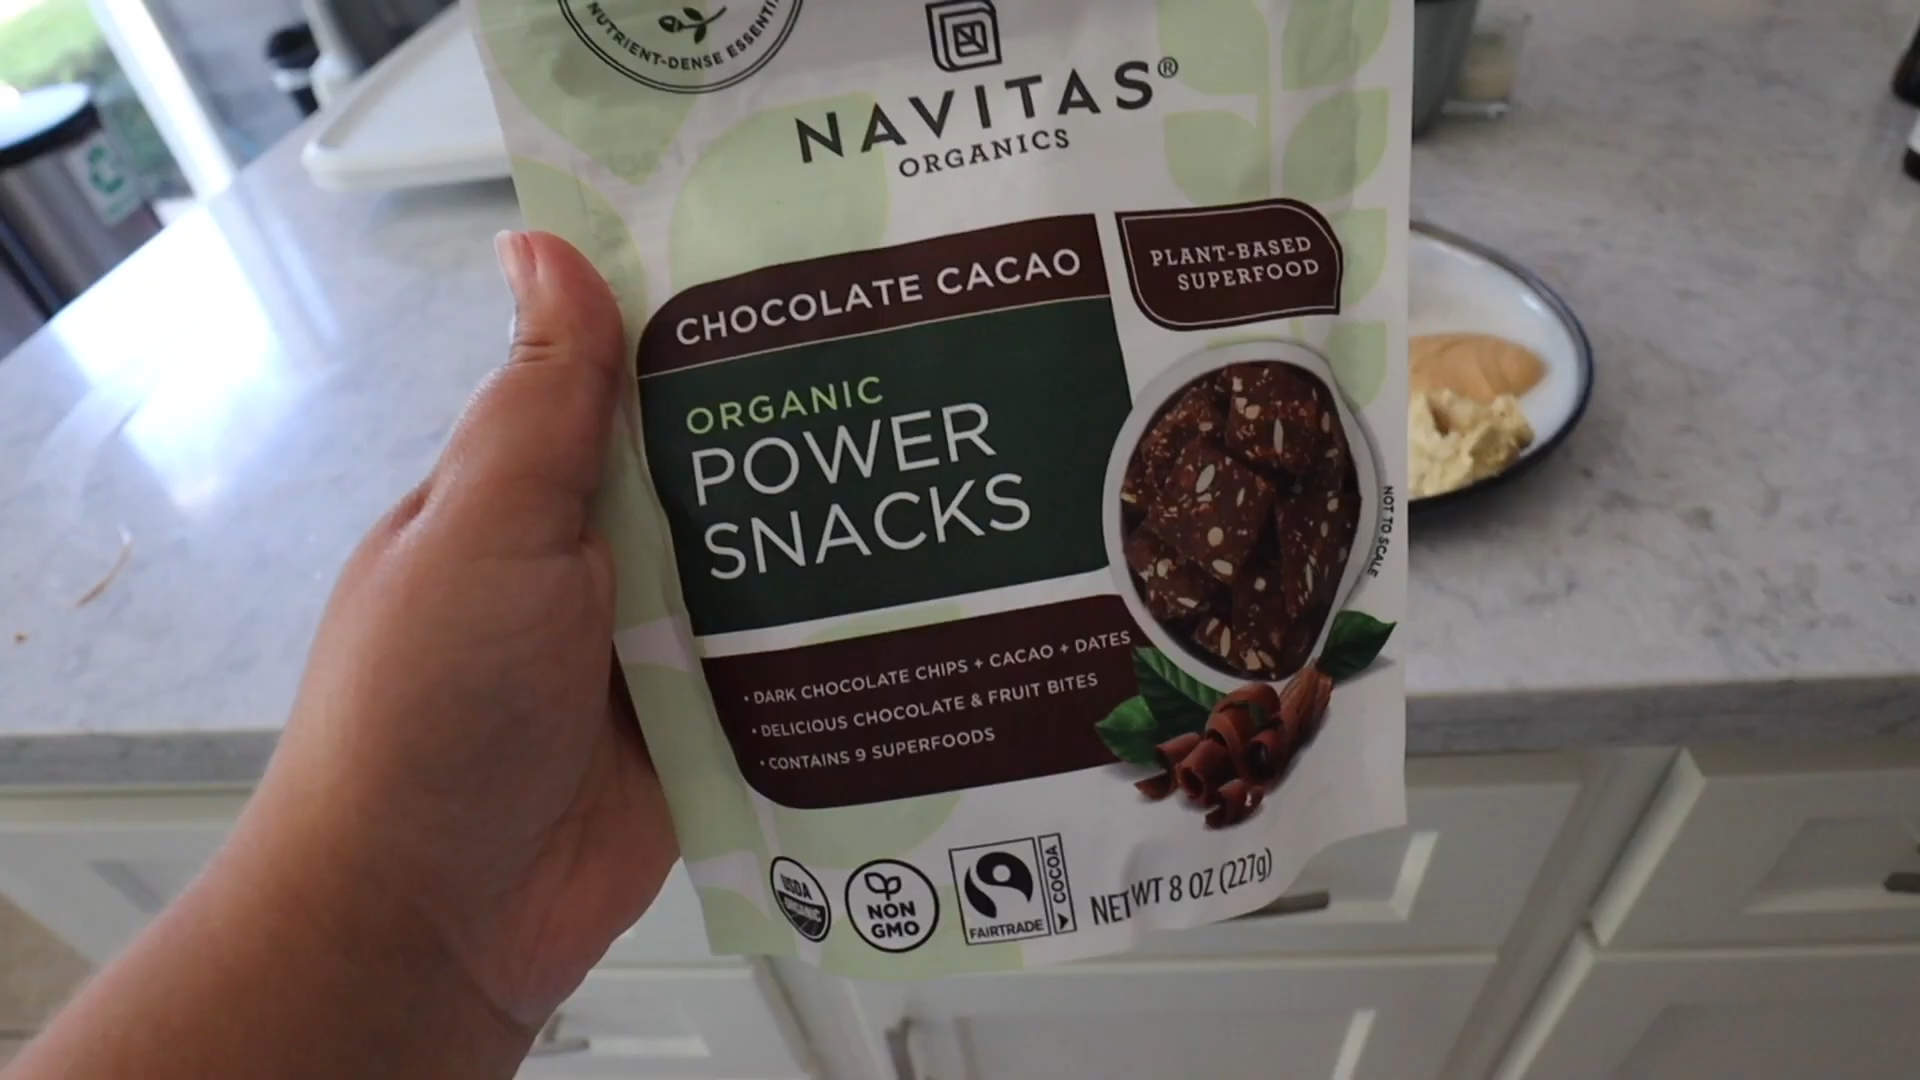 NUTRIENT-DENSE ESSENTI
NAVITAS®
ORGANICS
CHOCOLATE CACAO
PLANT-BASED
SUPERFOOD
ORGANIC
POWER
SNACKS
NOT TO SCALE
• DARK CHOCOLATE CHIPS + CACAO + DATES
• DELICIOUS CHOCOLATE & FRUIT BITES
• CONTAINS 9 SUPERFOODS
USDA
ORGANIC
NON
GMO
FAIRTRADE
COCOA
NET WT 8 OZ (227g)